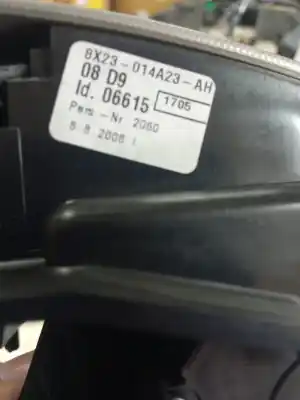 8X23-014A23-AH
08 D9
Id. 06615 1705
Pers.-Nr 2060
8 8 2008